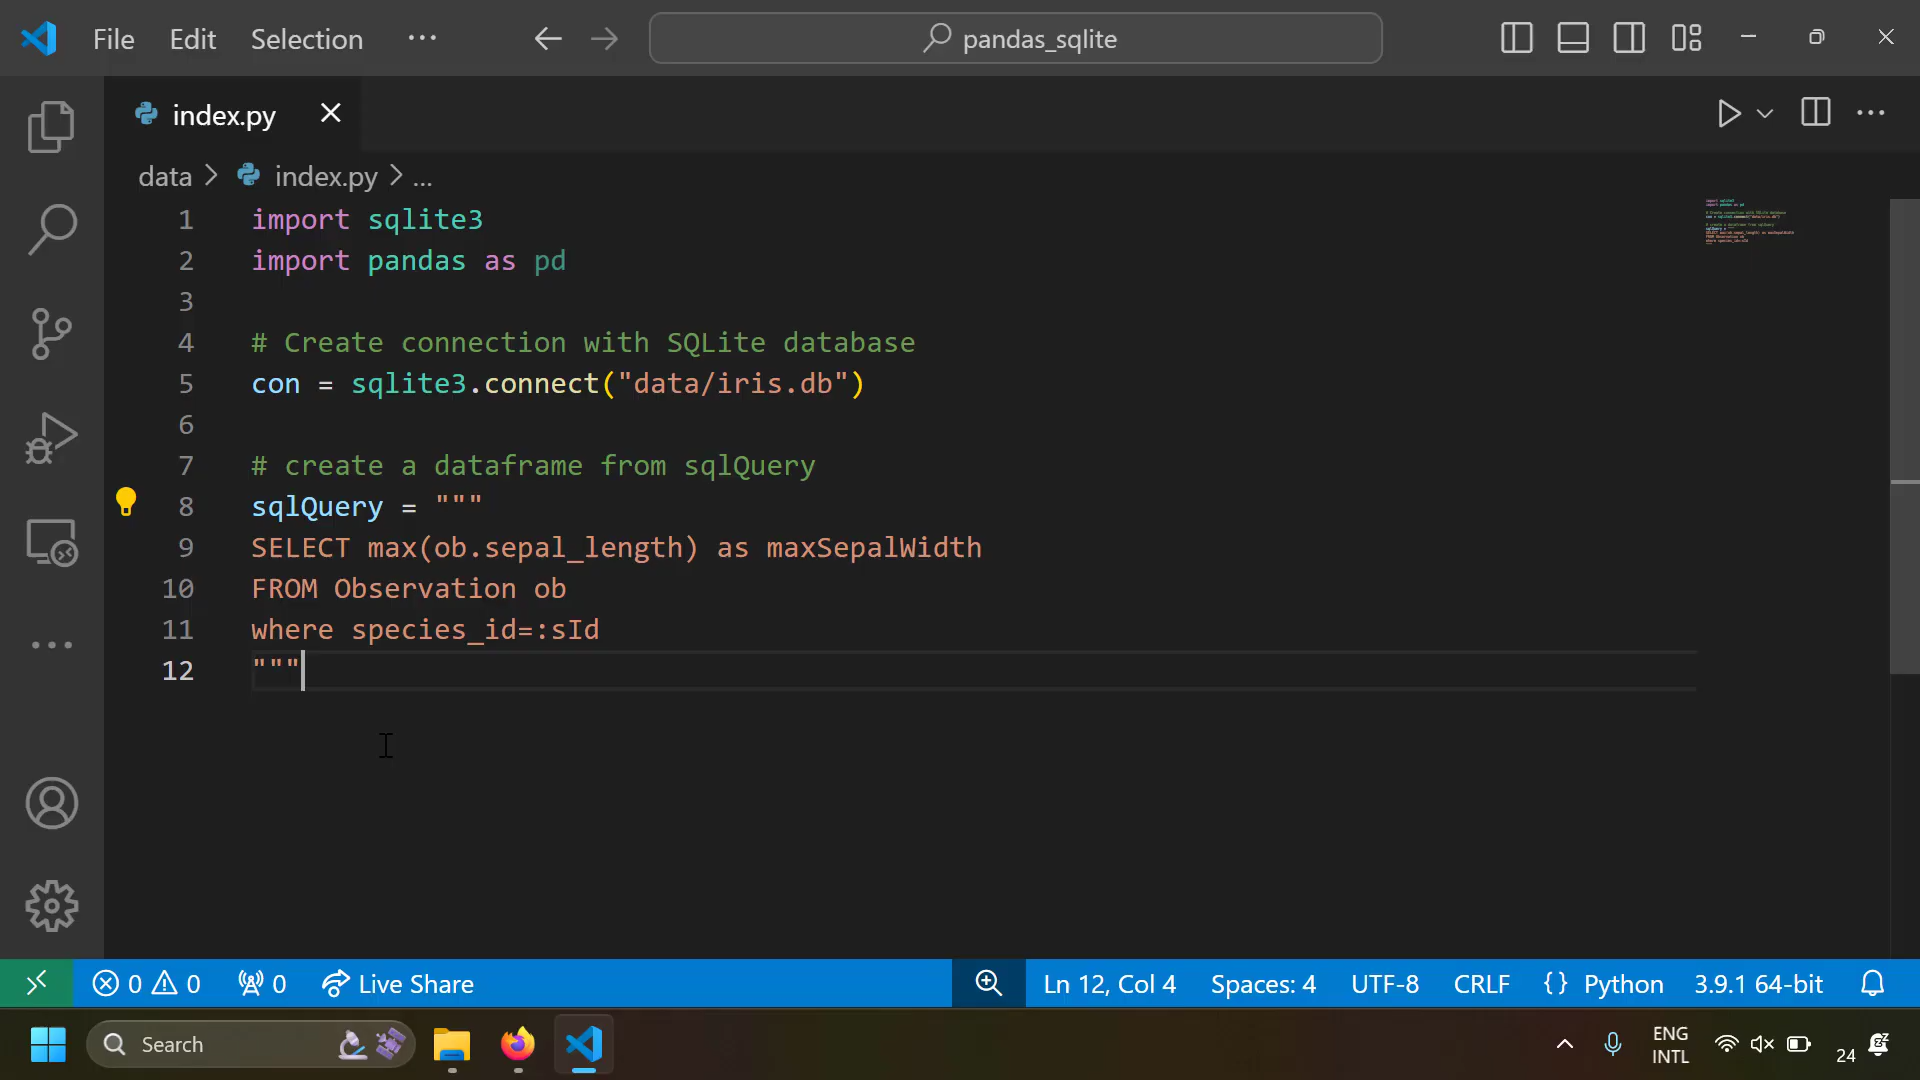 File Edit Selection ··· pandas_sqlite
index.py
data > index.py > ...
1 import sqlite3
2 import pandas as pd
3
4 # Create connection with SQLite database
5 con = sqlite3.connect("data/iris.db")
6
7 # create a dataframe from sqlQuery
8 sqlQuery = """
9 SELECT max(ob.sepal_length) as maxSepalWidth
10 FROM Observation ob
11 where species_id=:sId
12 """
0 0 0 Live Share Ln 12, Col 4 Spaces: 4 UTF-8 CRLF {} Python 3.9.1 64-bit
Search ENG
INTL 24